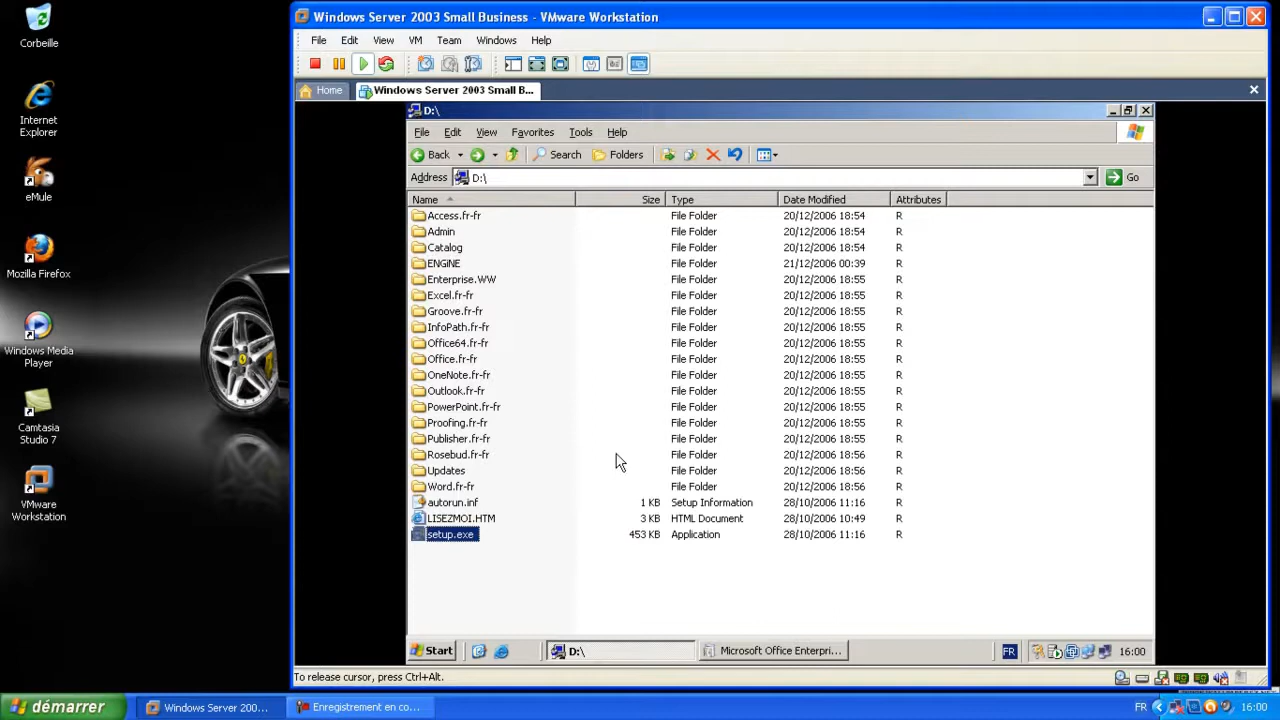 Corbeille
Internet
Explorer
eMule
Mozilla Firefox
Windows Media
Player
Camtasia
Studio 7
VMware
Workstation
Windows Server 2003 Small Business - VMware Workstation
File Edit View VM Team Windows Help
Home Windows Server 2003 Small B...
D:\
File Edit View Favorites Tools Help
Back Search Folders
Address D:\ Go
Name Size Type Date Modified Attributes
Access.fr-fr File Folder 20/12/2006 18:54 R
Admin File Folder 20/12/2006 18:54 R
Catalog File Folder 20/12/2006 18:54 R
ENGiNE File Folder 21/12/2006 00:39 R
Enterprise.WW File Folder 20/12/2006 18:55 R
Excel.fr-fr File Folder 20/12/2006 18:55 R
Groove.fr-fr File Folder 20/12/2006 18:55 R
InfoPath.fr-fr File Folder 20/12/2006 18:55 R
Office64.fr-fr File Folder 20/12/2006 18:55 R
Office.fr-fr File Folder 20/12/2006 18:55 R
OneNote.fr-fr File Folder 20/12/2006 18:55 R
Outlook.fr-fr File Folder 20/12/2006 18:55 R
PowerPoint.fr-fr File Folder 20/12/2006 18:55 R
Proofing.fr-fr File Folder 20/12/2006 18:55 R
Publisher.fr-fr File Folder 20/12/2006 18:55 R
Rosebud.fr-fr File Folder 20/12/2006 18:56 R
Updates File Folder 20/12/2006 18:56 R
Word.fr-fr File Folder 20/12/2006 18:56 R
autorun.inf 1 KB Setup Information 28/10/2006 11:16 R
LISEZMOI.HTM 3 KB HTML Document 28/10/2006 10:49 R
setup.exe 453 KB Application 28/10/2006 11:16 R
Start D:\ Microsoft Office Enterpri... FR 16:00
To release cursor, press Ctrl+Alt.
démarrer Windows Server 200... Enregistrement en co... FR 16:00